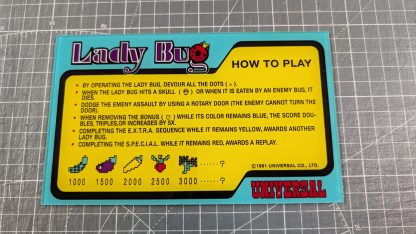 Lady Bug
HOW TO PLAY
• BY OPERATING THE LADY BUG, DEVOUR ALL THE DOTS ( ).
• WHEN THE LADY BUG HITS A SKULL ( ) OR WHEN IT IS EATEN BY AN ENEMY BUG, IT
DIES.
• DODGE THE EMENY ASSAULT BY USING A ROTARY DOOR (THE ENEMY CANNOT TURN THE
DOOR).
• WHEN REMOVING THE BONUS ( ♡ ) WHILE ITS COLOR REMAINS BLUE, THE SCORE DOU-
BLES, TRIPLES, OR INCREASES BY 5X.
• COMPLETING THE E.X.T.R.A. SEQUENCE WHILE IT REMAINS YELLOW, AWARDS ANOTHER
LADY BUG.
• COMPLETING THE S.P.E.C.I.A.L. WHILE IT REMAINS RED, AWARDS A REPLAY.
......?
1000 1500 2000 2500 3000 ......?
©1981 UNIVERSAL CO., LTD.
UNIVERSAL